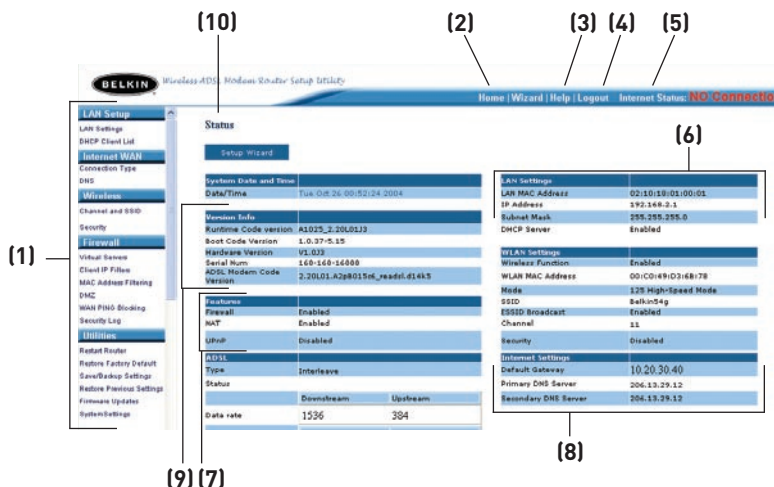 (10)
(2)
(3)
(4)
(5)
BELKIN
Wireless ADSL Modem Router Setup Utility
Home | Wizard | Help | Logout Internet Status: NO Connectio
(1)
LAN Setup
LAN Settings
DHCP Client List
Internet WAN
Connection Type
DNS
Wireless
Channel and SSID
Security
Firewall
Virtual Servers
Client IP Filters
MAC Address Filtering
DMZ
WAN PING Blocking
Security Log
Utilities
Restart Router
Restore Factory Default
Save/Backup Settings
Restore Previous Settings
Firmware Updates
System Settings
Status
Setup Wizard
System Date and Time
Date/Time Tue Oct 26 00:52:24 2004
Version Info
Runtime Code version A1025_2.20L01J3
Boot Code Version 1.0.37-5.15
Hardware Version V1.0J3
Serial Num 160-160-16000
ADSL Modem Code Version 2.20L01.A2pB015c6_readsl.d14k5
Features
Firewall Enabled
NAT Enabled
UPnP Disabled
ADSL
Type Interleave
Status
Downstream Upstream
Data rate 1536 384
(9)
(7)
(6)
LAN Settings
LAN MAC Address 02:10:18:01:00:01
IP Address 192.168.2.1
Subnet Mask 255.255.255.0
DHCP Server Enabled
WLAN Settings
Wireless Function Enabled
WLAN MAC Address 00:C0:49:D3:6B:78
Mode 125 High-Speed Mode
SSID Belkin54g
ESSID Broadcast Enabled
Channel 11
Security Disabled
Internet Settings
Default Gateway 10.20.30.40
Primary DNS Server 206.13.29.12
Secondary DNS Server 206.13.29.12
(8)